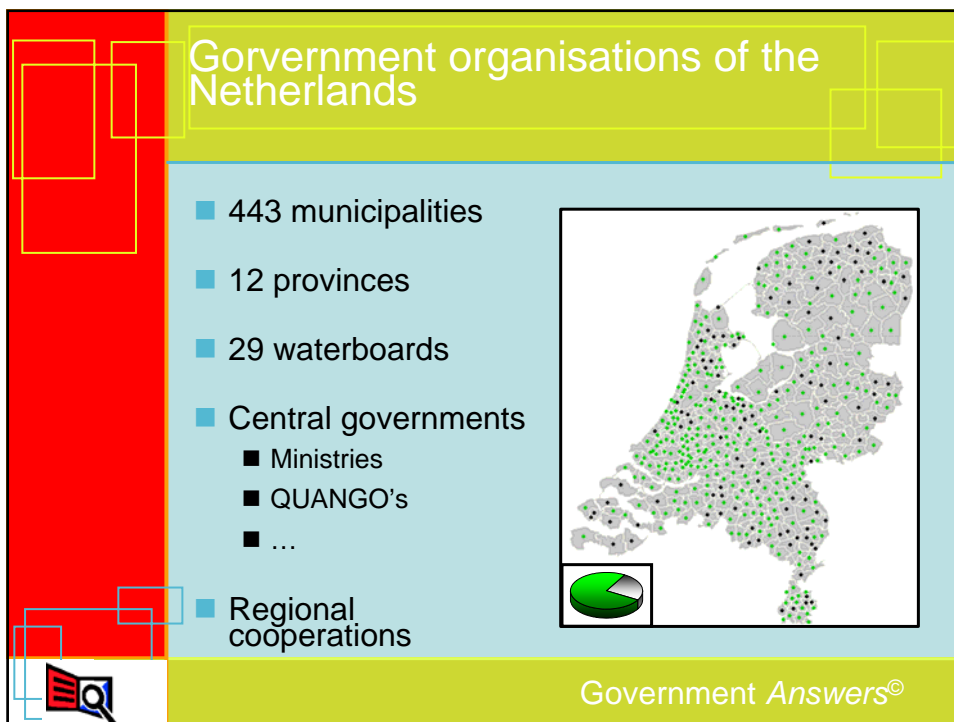 Gorvernment organisations of the
Netherlands
443 municipalities
12 provinces
29 waterboards
Central governments
Ministries
QUANGO’s
…
Regional
cooperations
Government Answers©